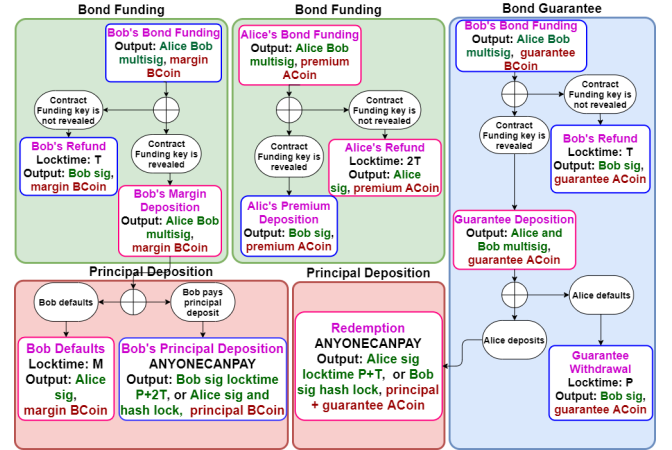 Bond Funding
Bob's Bond Funding
Output: Alice Bob
multisig, margin
BCoin
Contract
Funding key is
not revealed
Bob's Refund
Locktime: T
Output: Bob sig,
margin BCoin
Contract
Funding key is
revealed
Bob's Margin
Deposition
Output: Alice Bob
multisig,
margin BCoin
Bond Funding
Alice's Bond Funding
Output: Alice Bob
multisig, premium
ACoin
Contract
Funding key is
not revealed
Contract
Funding key is
revealed
Alice's Refund
Locktime: 2T
Output: Alice
sig, premium ACoin
Alic's Premium
Deposition
Output: Bob sig,
premium ACoin
Bond Guarantee
Bob's Bond Funding
Output: Alice Bob
multisig, guarantee
BCoin
Contract
Funding key is
not revealed
Contract
Funding key is
revealed
Bob's Refund
Locktime: T
Output: Bob sig,
guarantee ACoin
Guarantee Deposition
Output: Alice and
Bob multisig,
guarantee ACoin
Alice defaults
Alice deposits
Guarantee
Withdrawal
Locktime: P
Output: Bob sig,
guarantee ACoin
Principal Deposition
Bob defaults
Bob pays
principal
deposit
Bob Defaults
Locktime: M
Output: Alice
sig,
margin BCoin
Bob's Principal Deposition
ANYONECANPAY
Output: Bob sig locktime
P+2T, or Alice sig and
hash lock, principal BCoin
Principal Deposition
Redemption
ANYONECANPAY
Output: Alice sig
locktime P+T, or Bob
sig hash lock, principal
+ guarantee ACoin